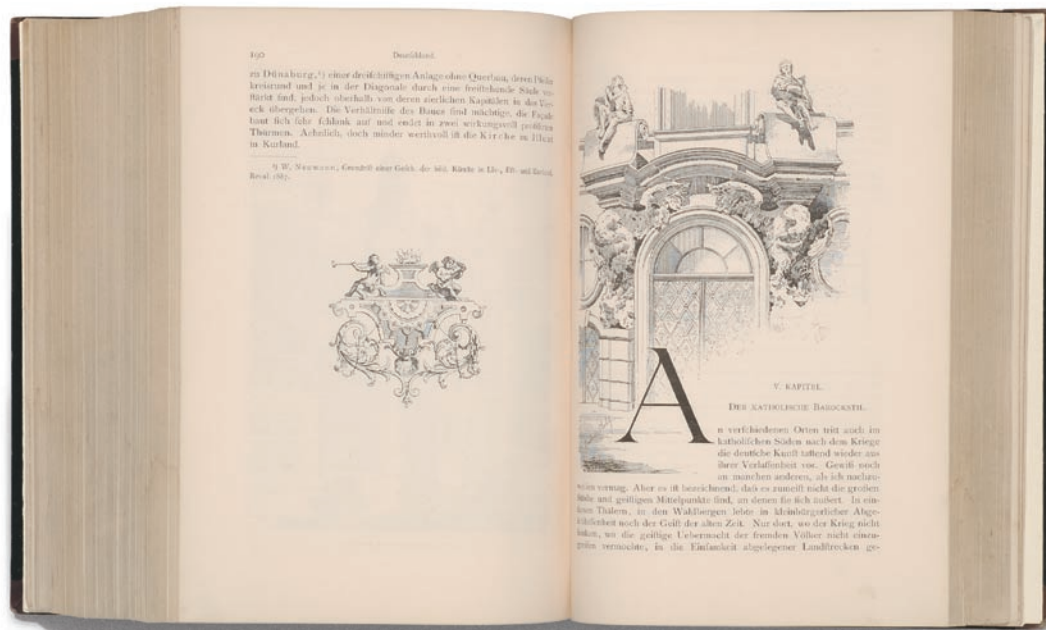 190
Deutschland.
zu Dünaburg,¹) einer dreischiffigen Anlage ohne Querbau, deren Pfeiler
kreisrund und je in der Diagonale durch eine freistehende Säule ver-
stärkt sind, jedoch oberhalb von deren zierlichen Kapitälen in das Vier-
eck übergehen. Die Verhältnisse des Baues sind mächtige, die Façade
baut sich sehr schlank auf und endet in zwei wirkungsvoll profilirten
Thürmen. Aehnlich, doch minder werthvoll ist die Kirche in Illuxt
in Kurland.
¹) W. Neumann, Grundriß einer Gesch. der bild. Künste in Liv-, Est- und Kurland.
Reval 1887.
V. KAPITEL.
DER KATHOLISCHE BAROCKSTIL.
An verschiedenen Orten tritt auch im
katholischen Süden nach dem Kriege
die deutsche Kunst tastend wieder aus
ihrer Verlassenheit vor. Gewiß noch
an manchen anderen, als ich nachzu-
weisen vermag. Aber es ist bezeichnend, daß es zumeist nicht die großen
Städte und geistigen Mittelpunkte sind, an denen sie sich äußert. In ein-
samen Thälern, in den Waldbergen lebte in kleinbürgerlicher Abge-
schlossenheit noch der Geist der alten Zeit. Nur dort, wo der Krieg nicht
hinkam, wo die geistige Uebermacht der fremden Völker nicht einzu-
greifen vermochte, in die Einsamkeit abgelegener Landstrecken ge-